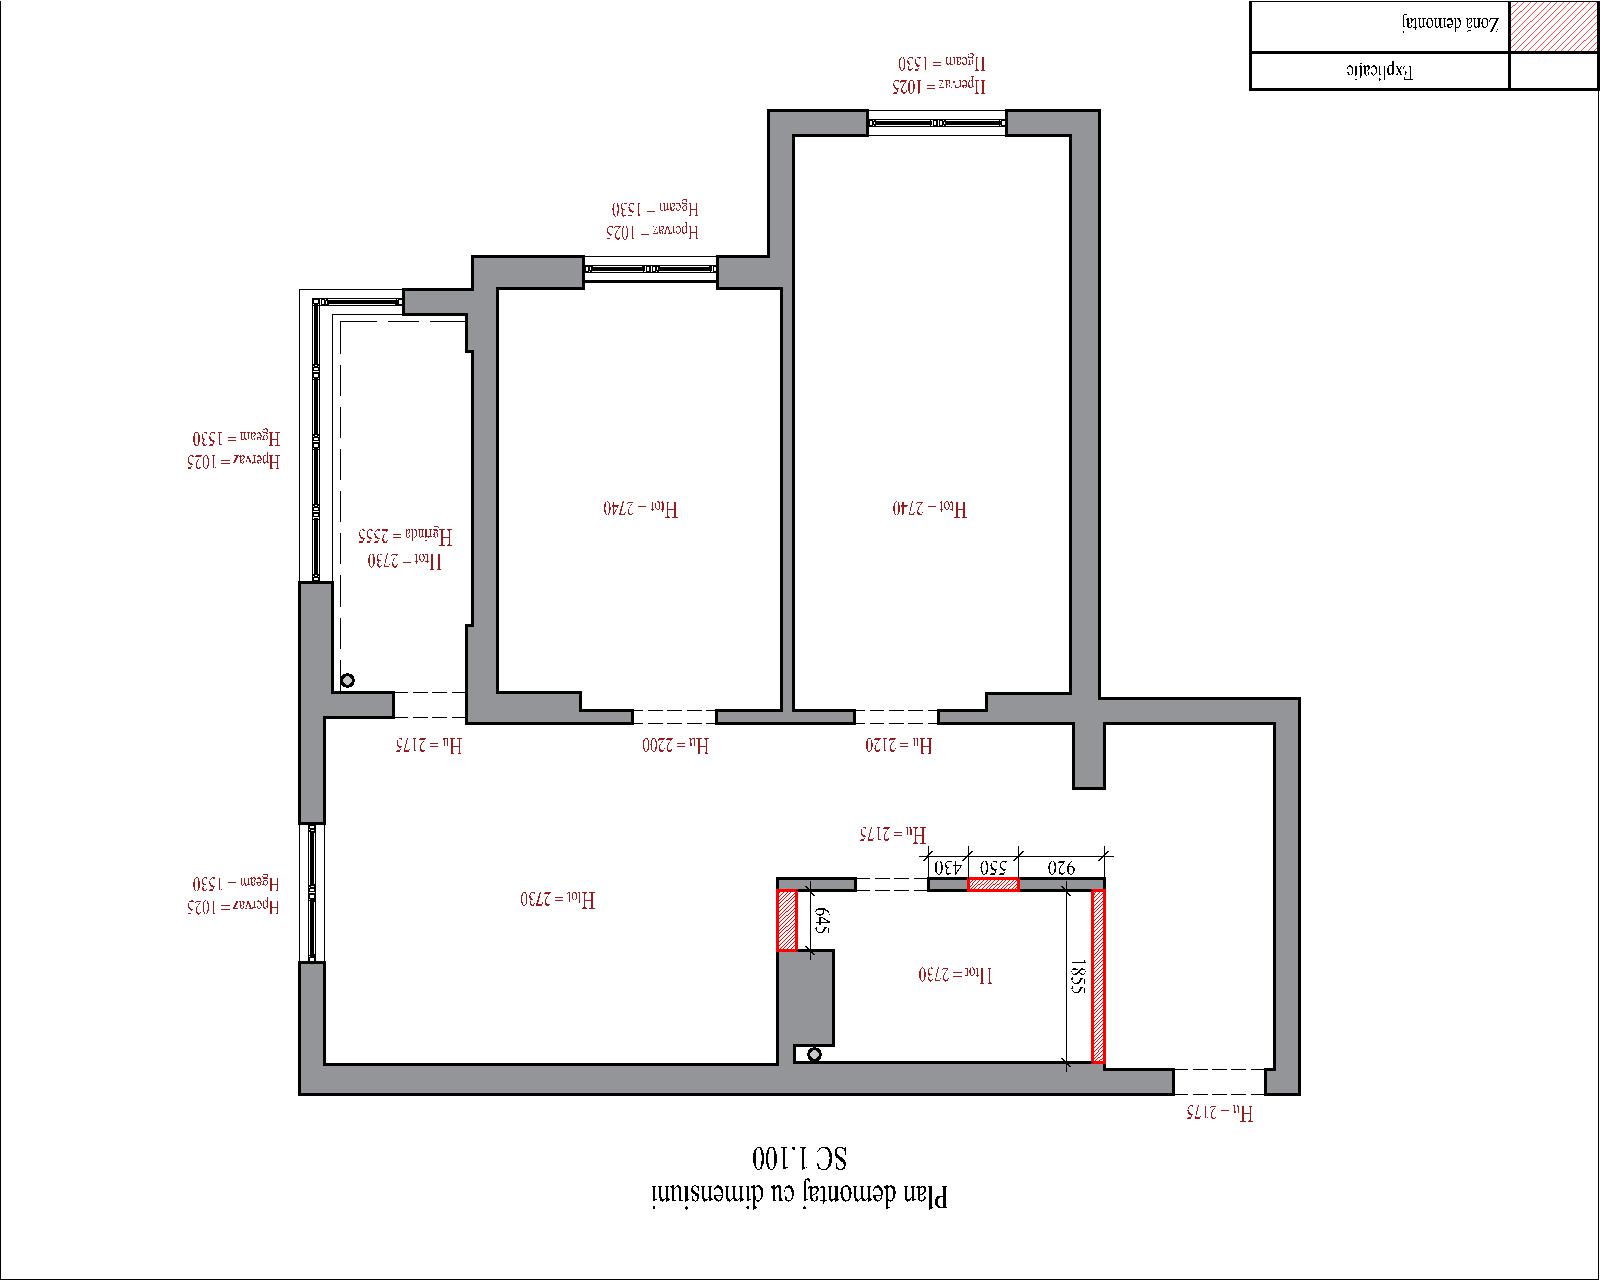 Plan demontaj cu dimensiuni
SC 1.100
Hu = 2175
1855
Htot = 2730
645
Htot = 2730
Hpervaz = 1025
Hgeam = 1530
920
550
430
Hu = 2175
Hu = 2120
Hu = 2200
Hu = 2175
Htot = 2730
Hgrinda = 2555
Htot = 2740
Htot = 2740
Hpervaz = 1025
Hgeam = 1530
Hpervaz = 1025
Hgeam = 1530
Hpervaz = 1025
Hgeam = 1530
Explicație
Zonă demontaj